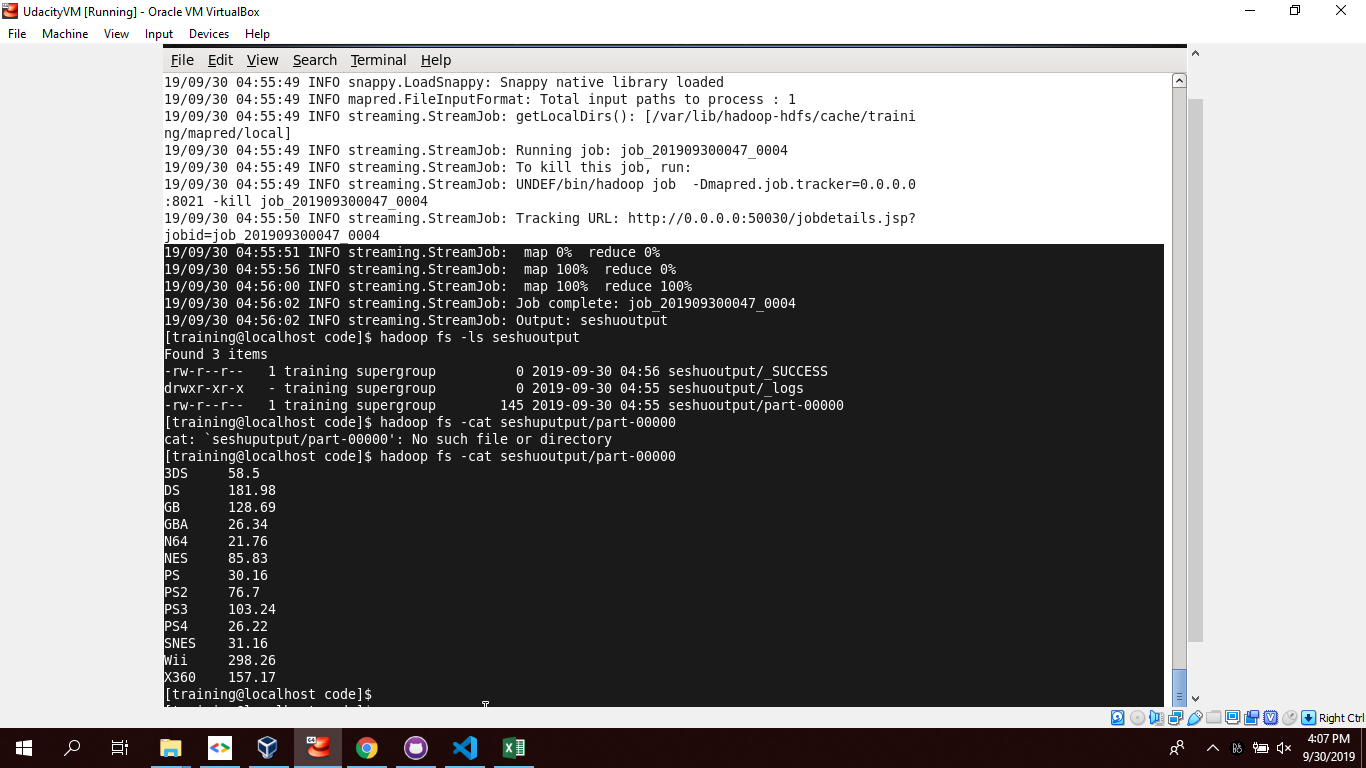 UdacityVM [Running] - Oracle VM VirtualBox
File Machine View Input Devices Help
File Edit View Search Terminal Help
19/09/30 04:55:49 INFO snappy.LoadSnappy: Snappy native library loaded
19/09/30 04:55:49 INFO mapred.FileInputFormat: Total input paths to process : 1
19/09/30 04:55:49 INFO streaming.StreamJob: getLocalDirs(): [/var/lib/hadoop-hdfs/cache/traini
ng/mapred/local]
19/09/30 04:55:49 INFO streaming.StreamJob: Running job: job_201909300047_0004
19/09/30 04:55:49 INFO streaming.StreamJob: To kill this job, run:
19/09/30 04:55:49 INFO streaming.StreamJob: UNDEF/bin/hadoop job  -Dmapred.job.tracker=0.0.0.0
:8021 -kill job_201909300047_0004
19/09/30 04:55:50 INFO streaming.StreamJob: Tracking URL: http://0.0.0.0:50030/jobdetails.jsp?
jobid=job_201909300047_0004
19/09/30 04:55:51 INFO streaming.StreamJob:  map 0%  reduce 0%
19/09/30 04:55:56 INFO streaming.StreamJob:  map 100%  reduce 0%
19/09/30 04:56:00 INFO streaming.StreamJob:  map 100%  reduce 100%
19/09/30 04:56:02 INFO streaming.StreamJob: Job complete: job_201909300047_0004
19/09/30 04:56:02 INFO streaming.StreamJob: Output: seshuoutput
[training@localhost code]$ hadoop fs -ls seshuoutput
Found 3 items
-rw-r--r--   1 training supergroup          0 2019-09-30 04:56 seshuoutput/_SUCCESS
drwxr-xr-x   - training supergroup          0 2019-09-30 04:55 seshuoutput/_logs
-rw-r--r--   1 training supergroup        145 2019-09-30 04:55 seshuoutput/part-00000
[training@localhost code]$ hadoop fs -cat seshuputput/part-00000
cat: `seshuputput/part-00000': No such file or directory
[training@localhost code]$ hadoop fs -cat seshuoutput/part-00000
3DS     58.5
DS      181.98
GB      128.69
GBA     26.34
N64     21.76
NES     85.83
PS      30.16
PS2     76.7
PS3     103.24
PS4     26.22
SNES    31.16
Wii     298.26
X360    157.17
[training@localhost code]$
Right Ctrl
4:07 PM
9/30/2019